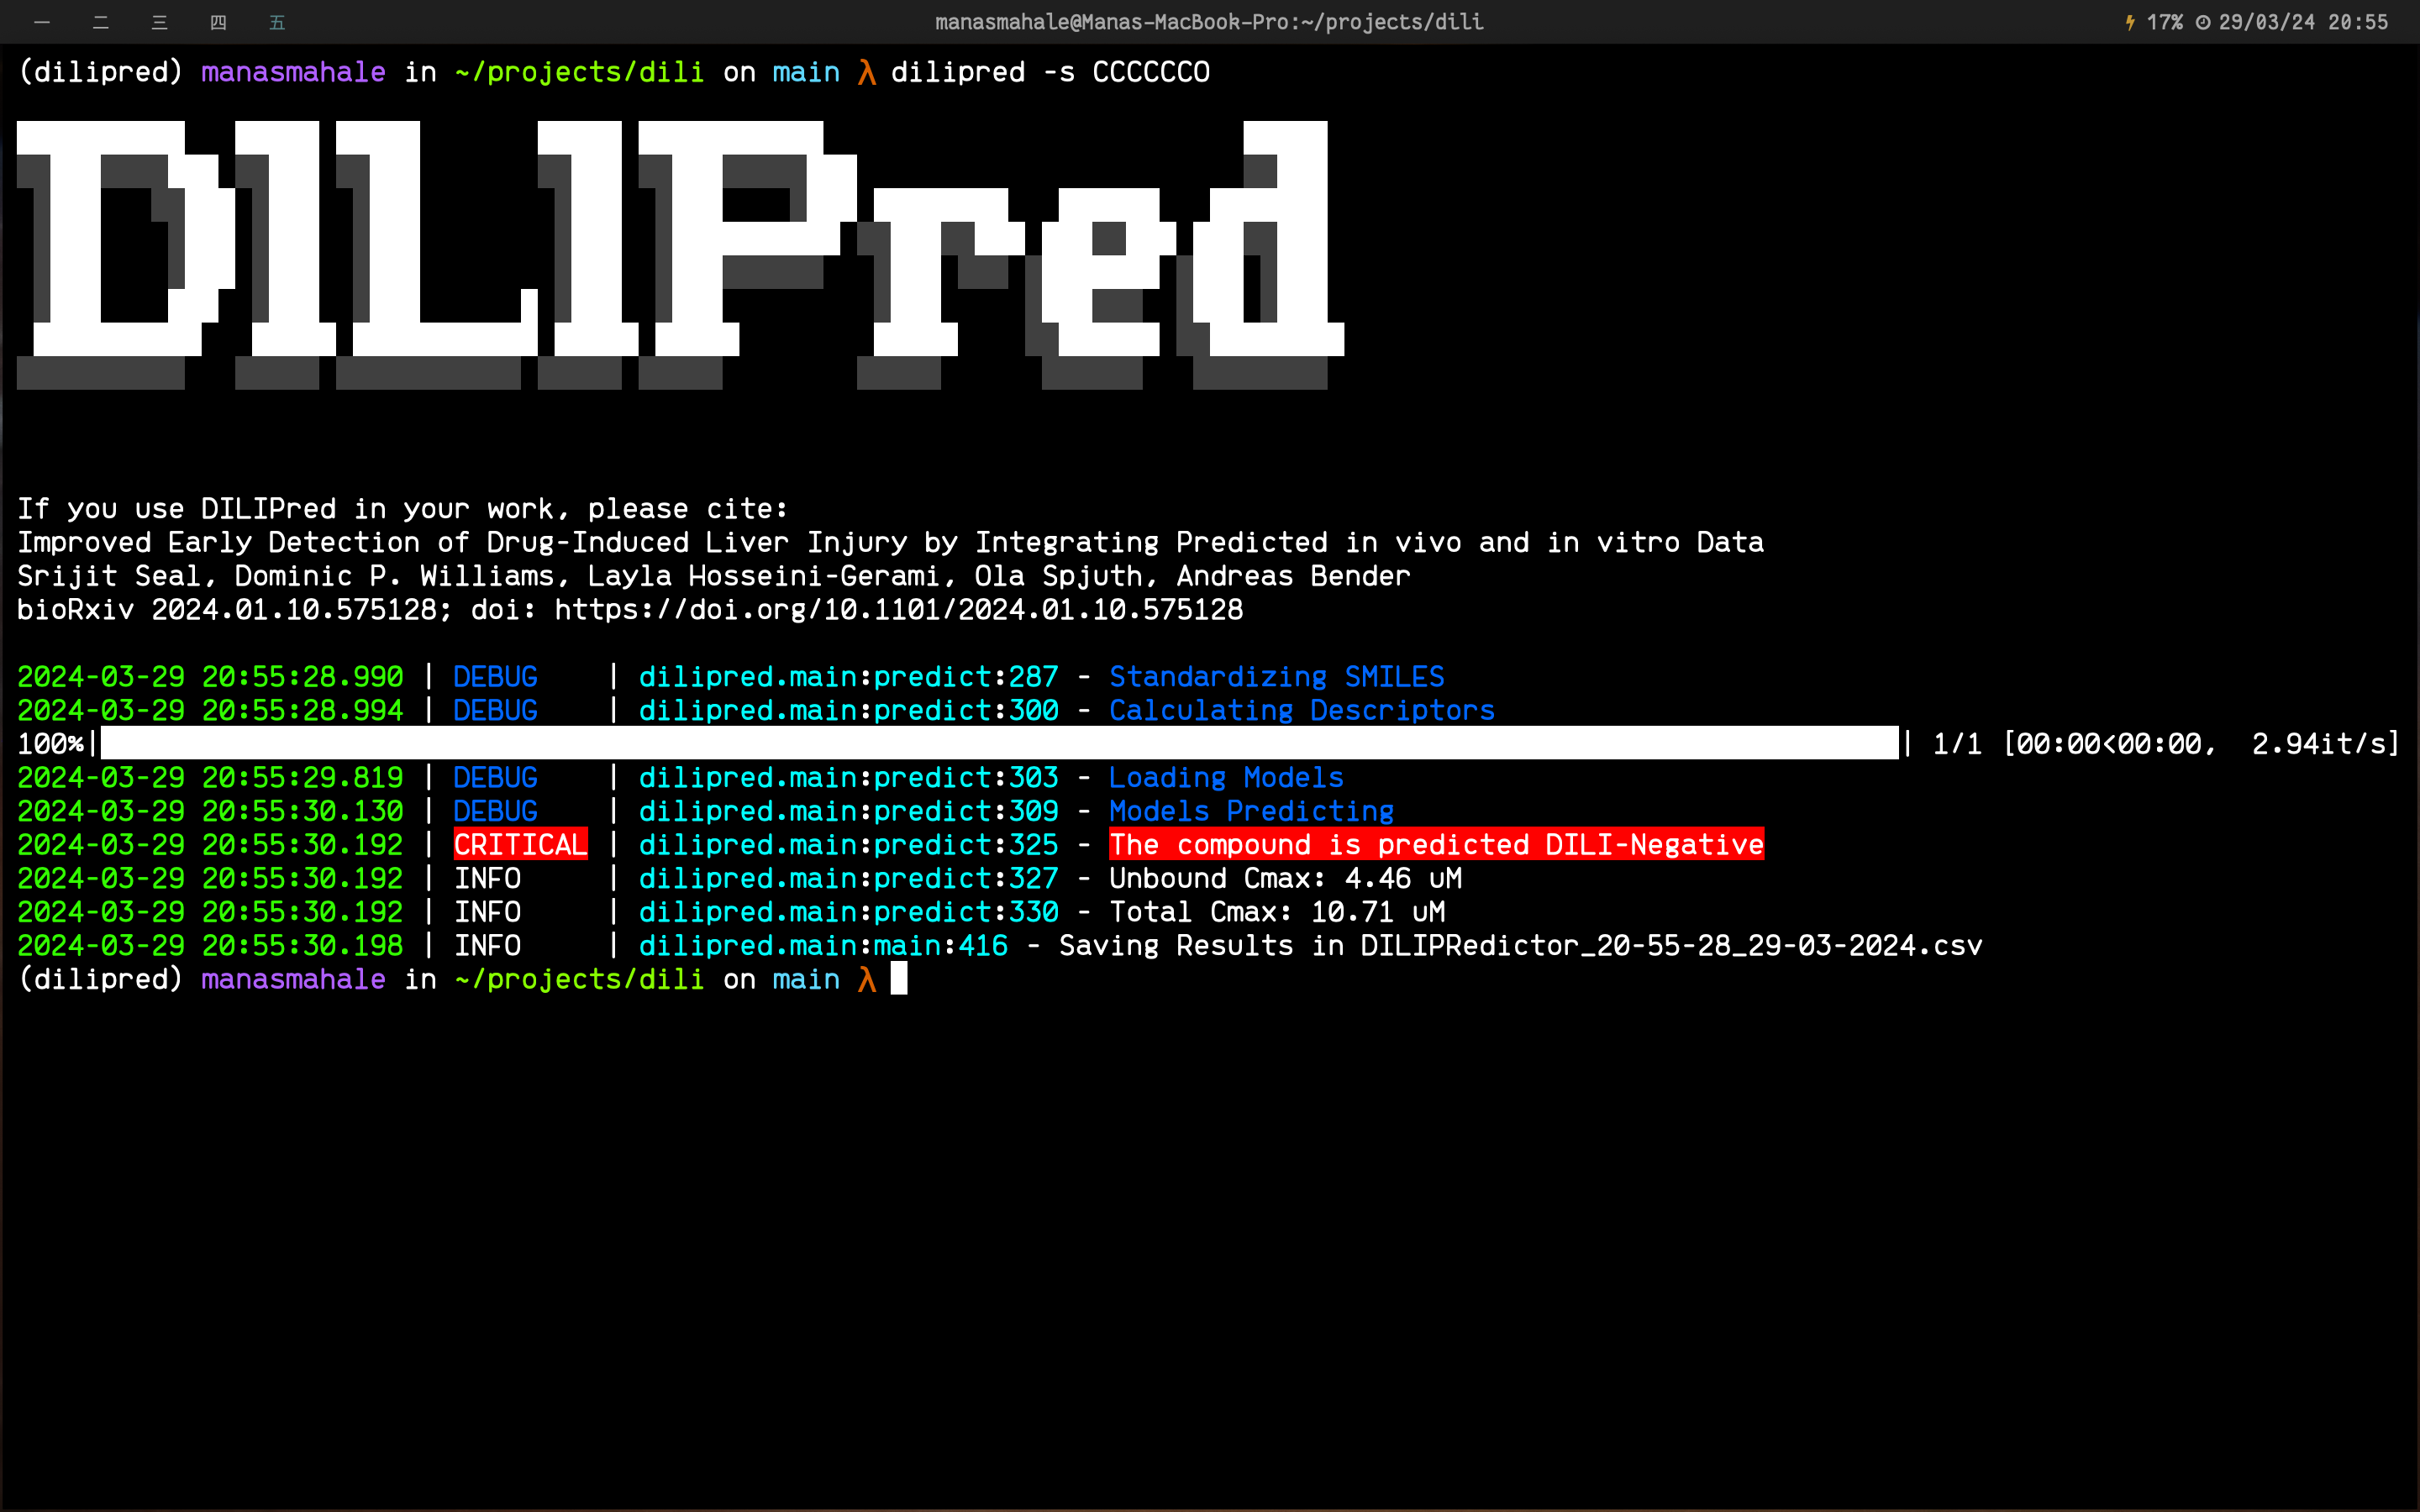 一 二 三 四 五 manasmahale@Manas-MacBook-Pro:~/projects/dili 17% 29/03/24 20:55
(dilipred) manasmahale in ~/projects/dili on main λ dilipred -s CCCCCCCO
DILIPred
If you use DILIPred in your work, please cite:
Improved Early Detection of Drug-Induced Liver Injury by Integrating Predicted in vivo and in vitro Data
Srijit Seal, Dominic P. Williams, Layla Hosseini-Gerami, Ola Spjuth, Andreas Bender
bioRxiv 2024.01.10.575128; doi: https://doi.org/10.1101/2024.01.10.575128
2024-03-29 20:55:28.990 | DEBUG    | dilipred.main:predict:287 - Standardizing SMILES
2024-03-29 20:55:28.994 | DEBUG    | dilipred.main:predict:300 - Calculating Descriptors
100%| | 1/1 [00:00<00:00,  2.94it/s]
2024-03-29 20:55:29.819 | DEBUG    | dilipred.main:predict:303 - Loading Models
2024-03-29 20:55:30.130 | DEBUG    | dilipred.main:predict:309 - Models Predicting
2024-03-29 20:55:30.192 | CRITICAL | dilipred.main:predict:325 - The compound is predicted DILI-Negative
2024-03-29 20:55:30.192 | INFO     | dilipred.main:predict:327 - Unbound Cmax: 4.46 uM
2024-03-29 20:55:30.192 | INFO     | dilipred.main:predict:330 - Total Cmax: 10.71 uM
2024-03-29 20:55:30.198 | INFO     | dilipred.main:main:416 - Saving Results in DILIPRedictor_20-55-28_29-03-2024.csv
(dilipred) manasmahale in ~/projects/dili on main λ